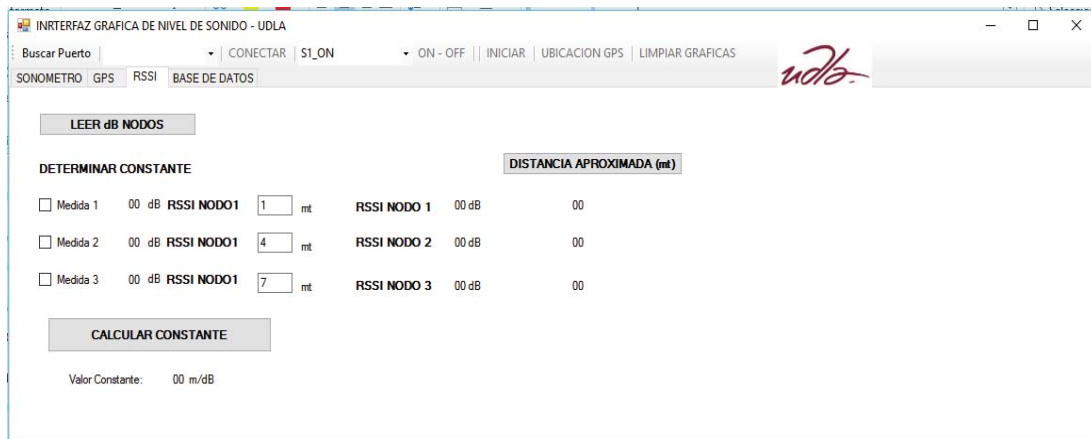 INRTERFAZ GRAFICA DE NIVEL DE SONIDO - UDLA
Buscar Puerto CONECTAR S1_ON ON - OFF INICIAR UBICACION GPS LIMPIAR GRAFICAS
udla-
SONOMETRO GPS RSSI BASE DE DATOS
LEER dB NODOS
DETERMINAR CONSTANTE DISTANCIA APROXIMADA (mt)
Medida 1 00 dB RSSI NODO1 1 mt RSSI NODO 1 00 dB 00
Medida 2 00 dB RSSI NODO1 4 mt RSSI NODO 2 00 dB 00
Medida 3 00 dB RSSI NODO1 7 mt RSSI NODO 3 00 dB 00
CALCULAR CONSTANTE
Valor Constante: 00 m/dB